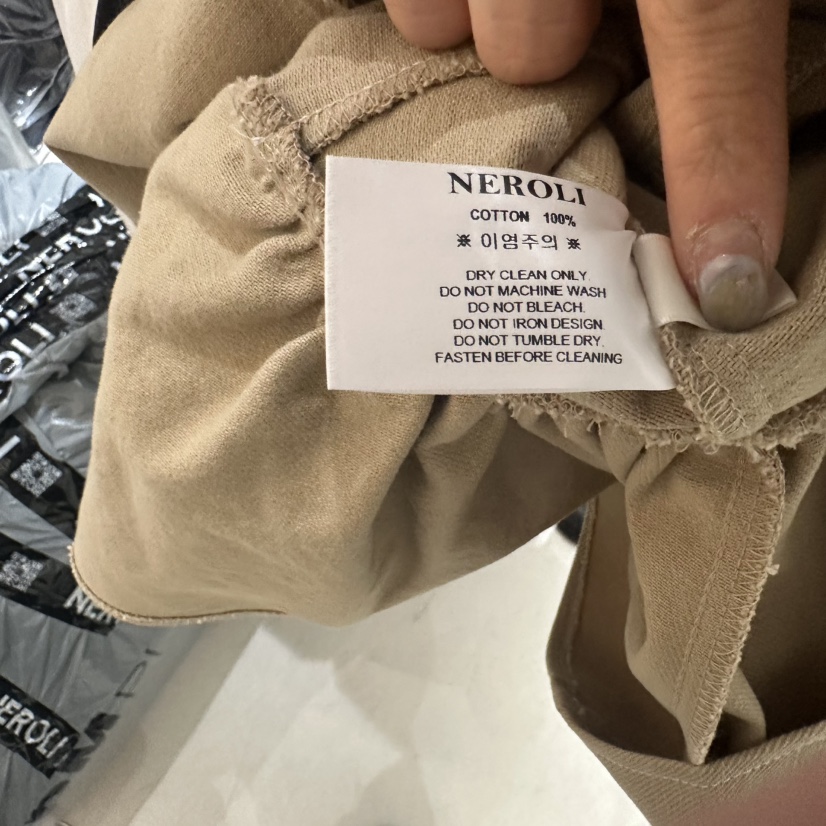 NEROLI
COTTON 100%
※ 이염주의 ※
DRY CLEAN ONLY.
DO NOT MACHINE WASH
DO NOT BLEACH.
DO NOT IRON DESIGN.
DO NOT TUMBLE DRY.
FASTEN BEFORE CLEANING
NEROLI